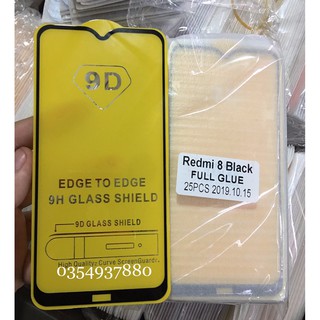 9D
EDGE TO EDGE
9H GLASS SHIELD
9D GLASS SHIELD
High Quality Curve ScreenGuard
0354937880
Redmi 8 Black
FULL GLUE
25PCS 2019.10.15